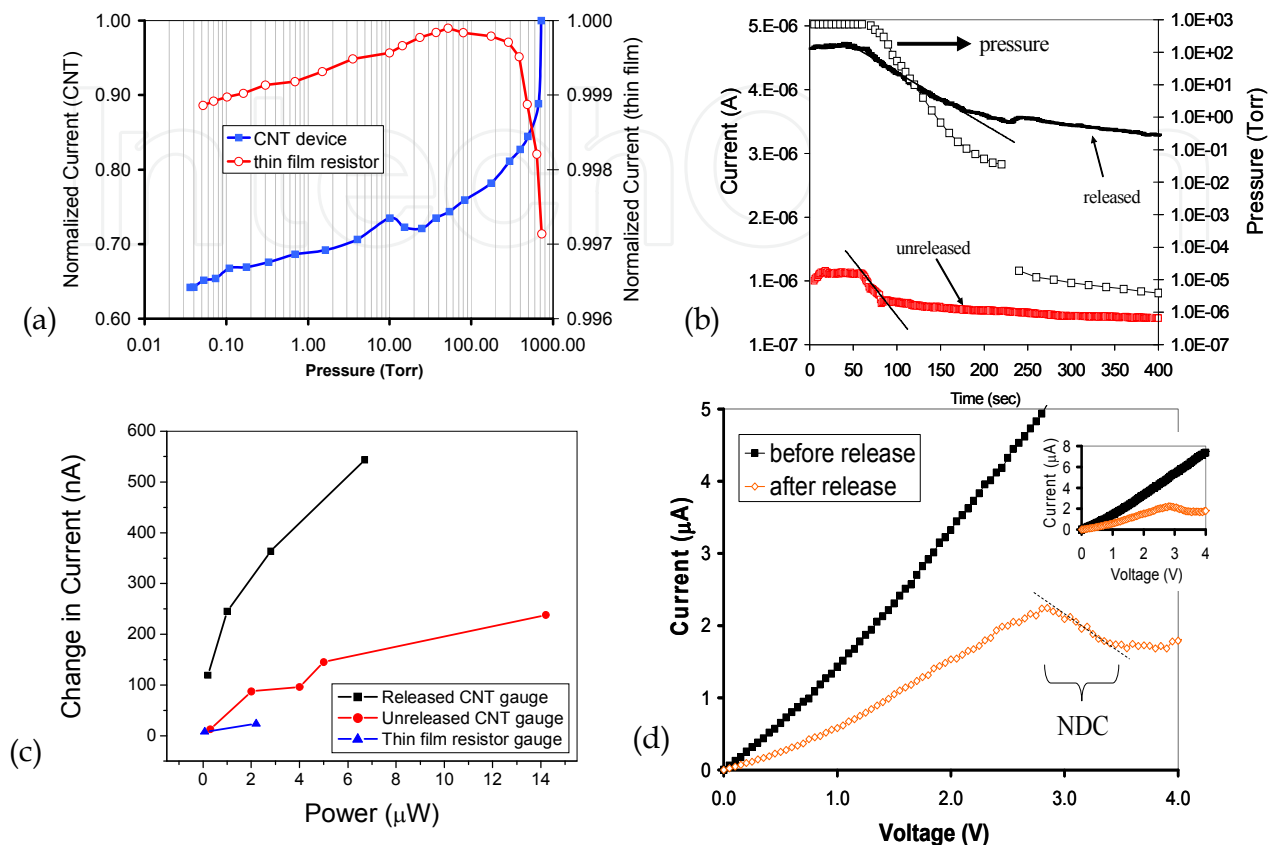 1.00
0.90
0.80
0.70
0.60
Normalized Current (CNT)
1.000
0.999
0.998
0.997
0.996
Normalized Current (thin film)
CNT device
thin film resistor
0.01 0.10 1.00 10.00 100.00 1000.00
Pressure (Torr)
(a)
5.E-06
4.E-06
3.E-06
2.E-06
1.E-06
1.E-07
Current (A)
1.0E+03
1.0E+02
1.0E+01
1.0E+00
1.0E-01
1.0E-02
1.0E-03
1.0E-04
1.0E-05
1.0E-06
1.0E-07
Pressure (Torr)
pressure
released
unreleased
0 50 100 150 200 250 300 350 400
Time (sec)
(b)
600
500
400
300
200
100
0
Change in Current (nA)
Released CNT gauge
Unreleased CNT gauge
Thin film resistor gauge
0 2 4 6 8 10 12 14
Power (μW)
(c)
5
4
3
2
1
0
Current (μA)
before release
after release
8
6
4
2
0
Current (μA)
0 1 2 3 4
Voltage (V)
NDC
0.0 1.0 2.0 3.0 4.0
Voltage (V)
(d)